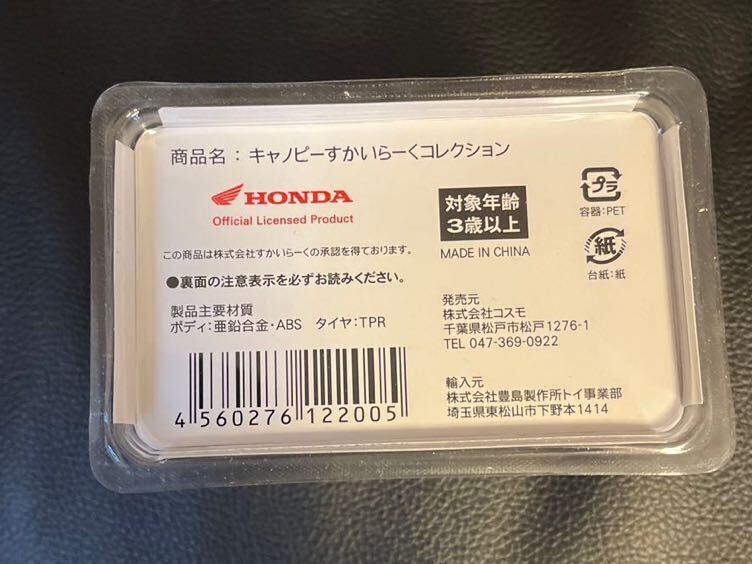 商品名：キャノピーすかいらーくコレクション
HONDA
Official Licensed Product
対象年齢
3歳以上
MADE IN CHINA
プラ
容器:PET
紙
台紙:紙
この商品は株式会社すかいらーくの承認を得ております。
●裏面の注意表示を必ずお読みください。
製品主要材質
ボディ:亜鉛合金・ABS タイヤ:TPR
4 560276 122005
発売元
株式会社コスモ
千葉県松戸市松戸1276-1
TEL 047-369-0922
輸入元
株式会社豊島製作所トイ事業部
埼玉県東松山市下野本1414